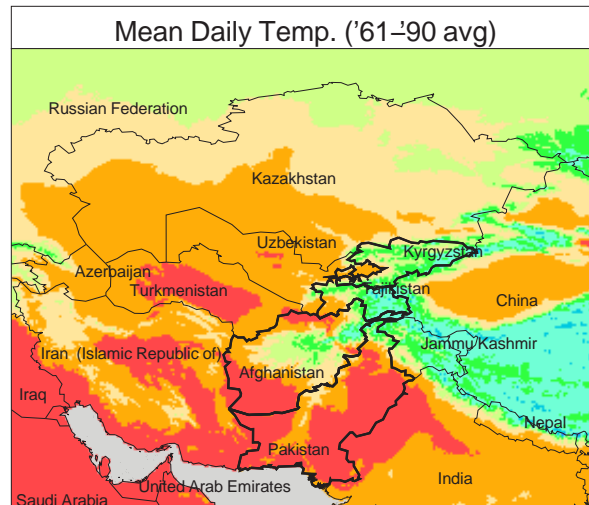 Mean Daily Temp. (’61–’90 avg)
Russian Federation
Kazakhstan
Uzbekistan
Kyrgyzstan
Azerbaijan
Turkmenistan
Tajikistan
China
Iran (Islamic Republic of)
Jammu Kashmir
Afghanistan
Iraq
Nepal
Pakistan
India
United Arab Emirates
Saudi Arabia